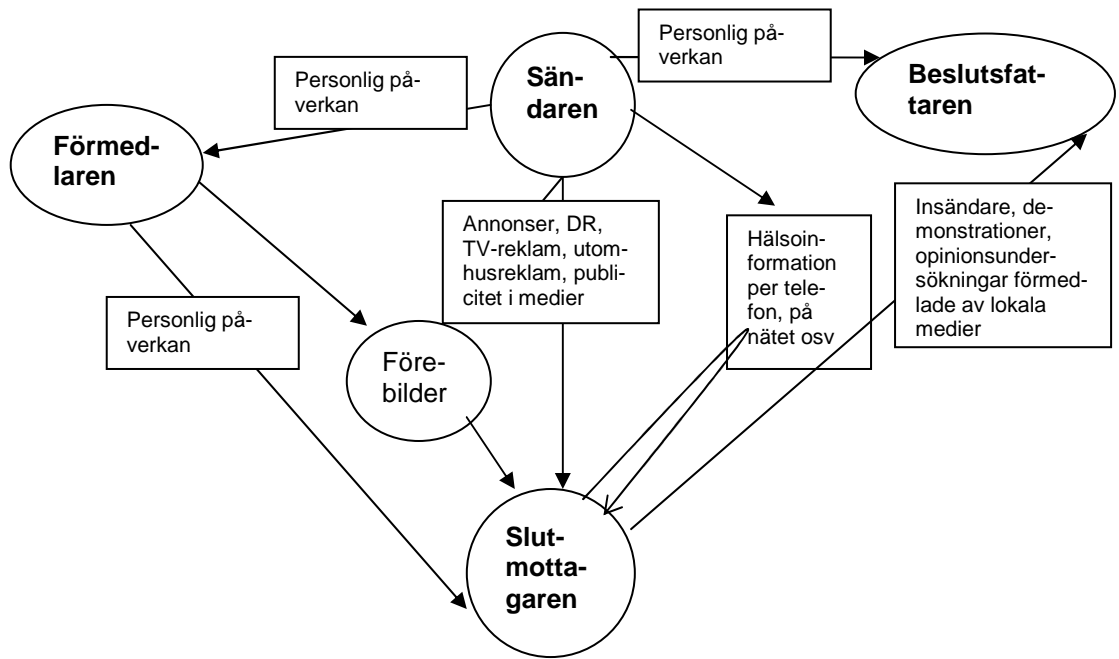 Personlig på-
verkan
Sän-
daren
Personlig på-
verkan
Beslutsfat-
taren
Förmed-
laren
Annonser, DR,
TV-reklam, utom-
husreklam, publi-
citet i medier
Hälsoin-
formation
per tele-
fon, på
nätet osv
Insändare, de-
monstrationer,
opinionsunder-
sökningar förmed-
lade av lokala
medier
Personlig på-
verkan
Före-
bilder
Slut-
motta-
garen